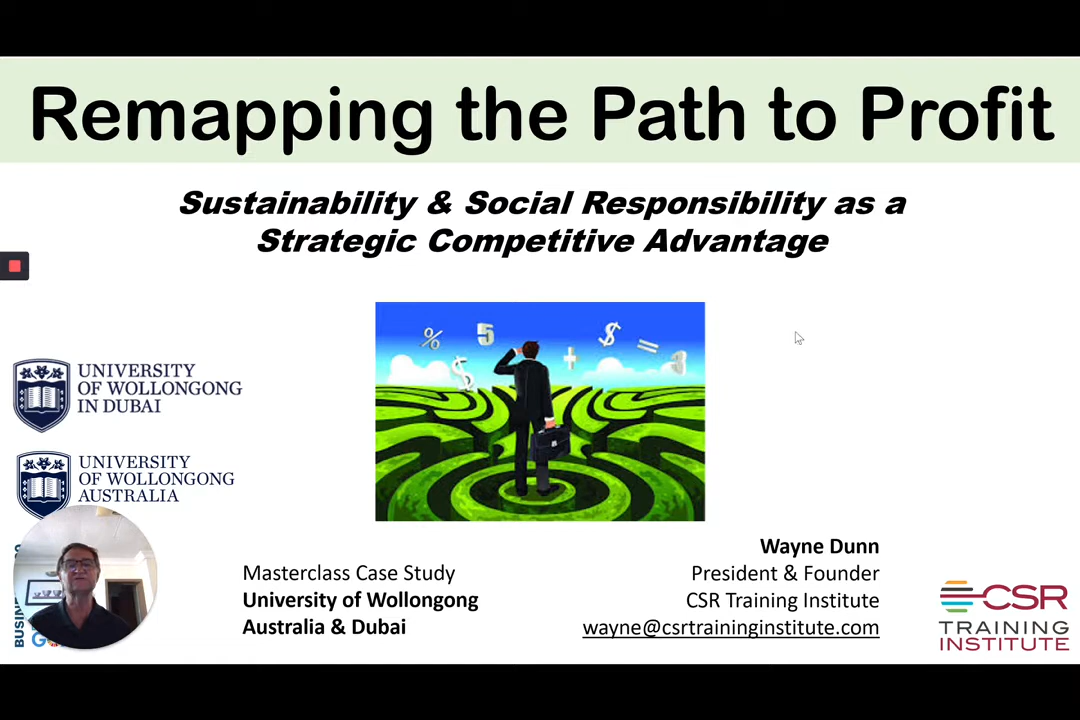 Remapping the Path to Profit
Sustainability & Social Responsibility as a
Strategic Competitive Advantage
% 5 $ $ + = 3
UNIVERSITY
OF WOLLONGONG
IN DUBAI
UNIVERSITY
OF WOLLONGONG
AUSTRALIA
Masterclass Case Study
University of Wollongong
Australia & Dubai
Wayne Dunn
President & Founder
CSR Training Institute
wayne@csrtraininginstitute.com
CSR
TRAINING
INSTITUTE